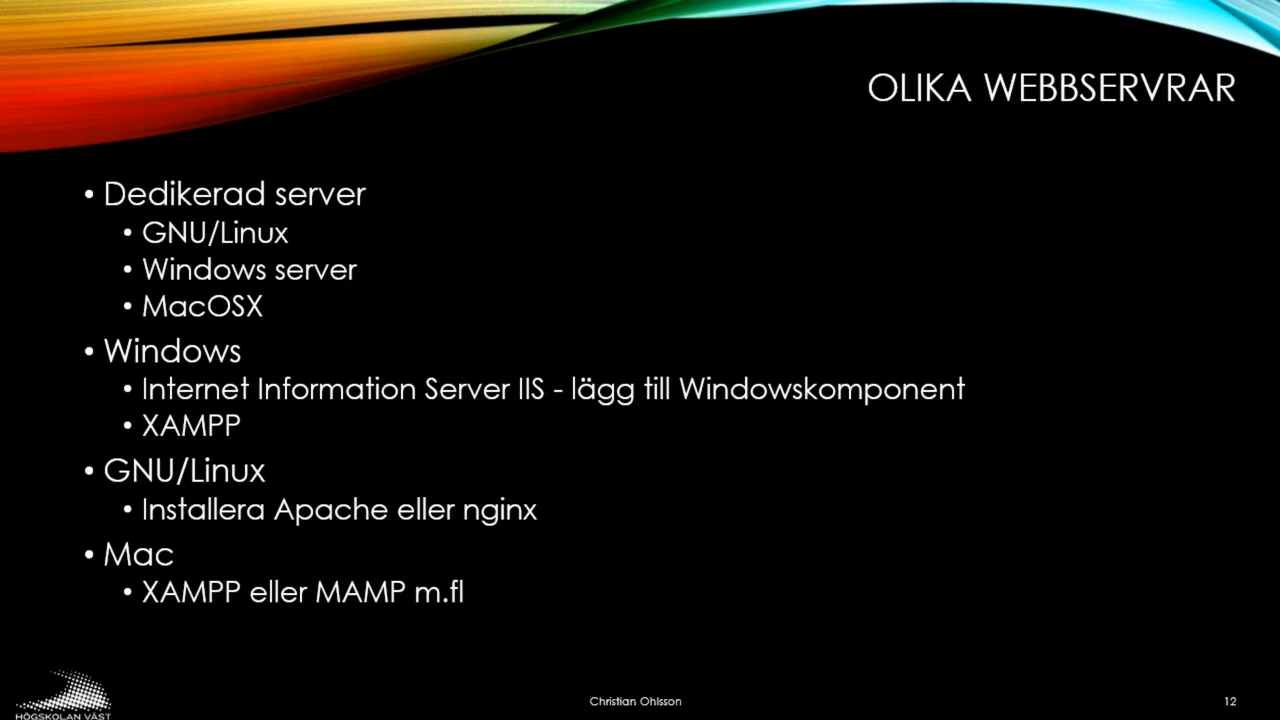 OLIKA WEBBSERVRAR
• Dedikerad server
• GNU/Linux
• Windows server
• MacOSX
• Windows
• Internet Information Server IIS - lägg till Windowskomponent
• XAMPP
• GNU/Linux
• Installera Apache eller nginx
• Mac
• XAMPP eller MAMP m.fl
HÖGSKOLAN VÄST
Christian Ohlsson
12